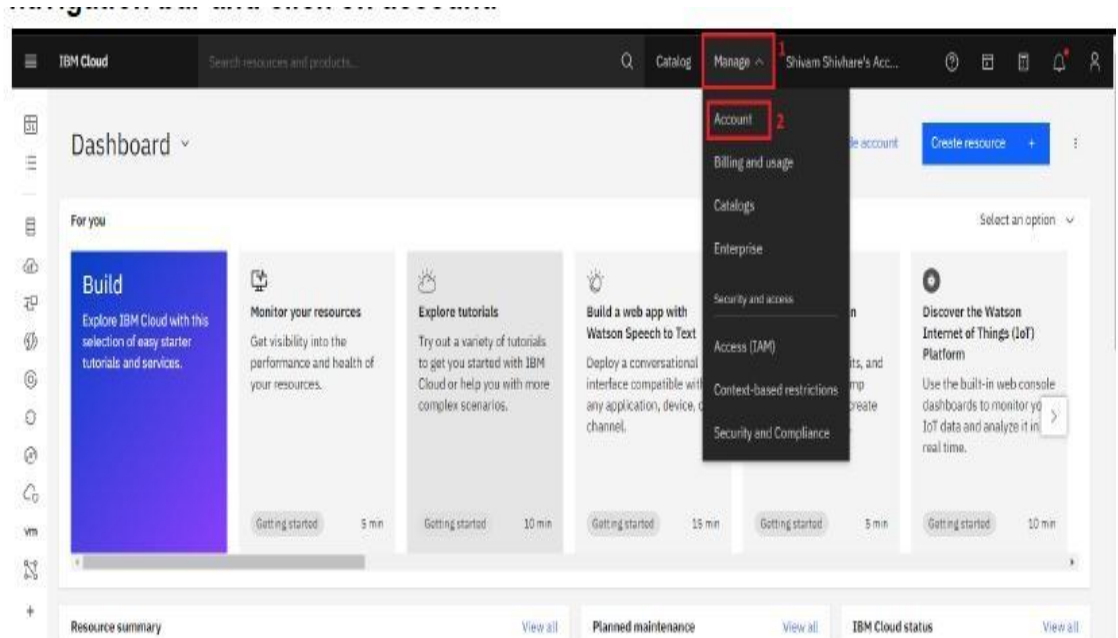 navigation bar and click on account.
IBM Cloud
Search resources and products...
Catalog
Manage
1
Shivam Shivhare's Acc...
Account
2
Billing and usage
Catalogs
Enterprise
Security and access
Access (IAM)
Context-based restrictions
Security and Compliance
Dashboard
account
Create resource +
For you
Select an option
Build
Explore IBM Cloud with this
selection of easy starter
tutorials and services.
Monitor your resources
Get visibility into the
performance and health of
your resources.
Getting started 5 min
Explore tutorials
Try out a variety of tutorials
to get you started with IBM
Cloud or help you with more
complex scenarios.
Getting started 10 min
Build a web app with
Watson Speech to Text
Deploy a conversational
interface compatible with
any application, device,
channel.
Getting started 15 min
its, and
Getting started 5 min
Discover the Watson
Internet of Things (IoT)
Platform
Use the built-in web console
dashboards to monitor
IoT data and analyze it in
real time.
Getting started 10 min
vm
Resource summary
View all
Planned maintenance
View all
IBM Cloud status
View all